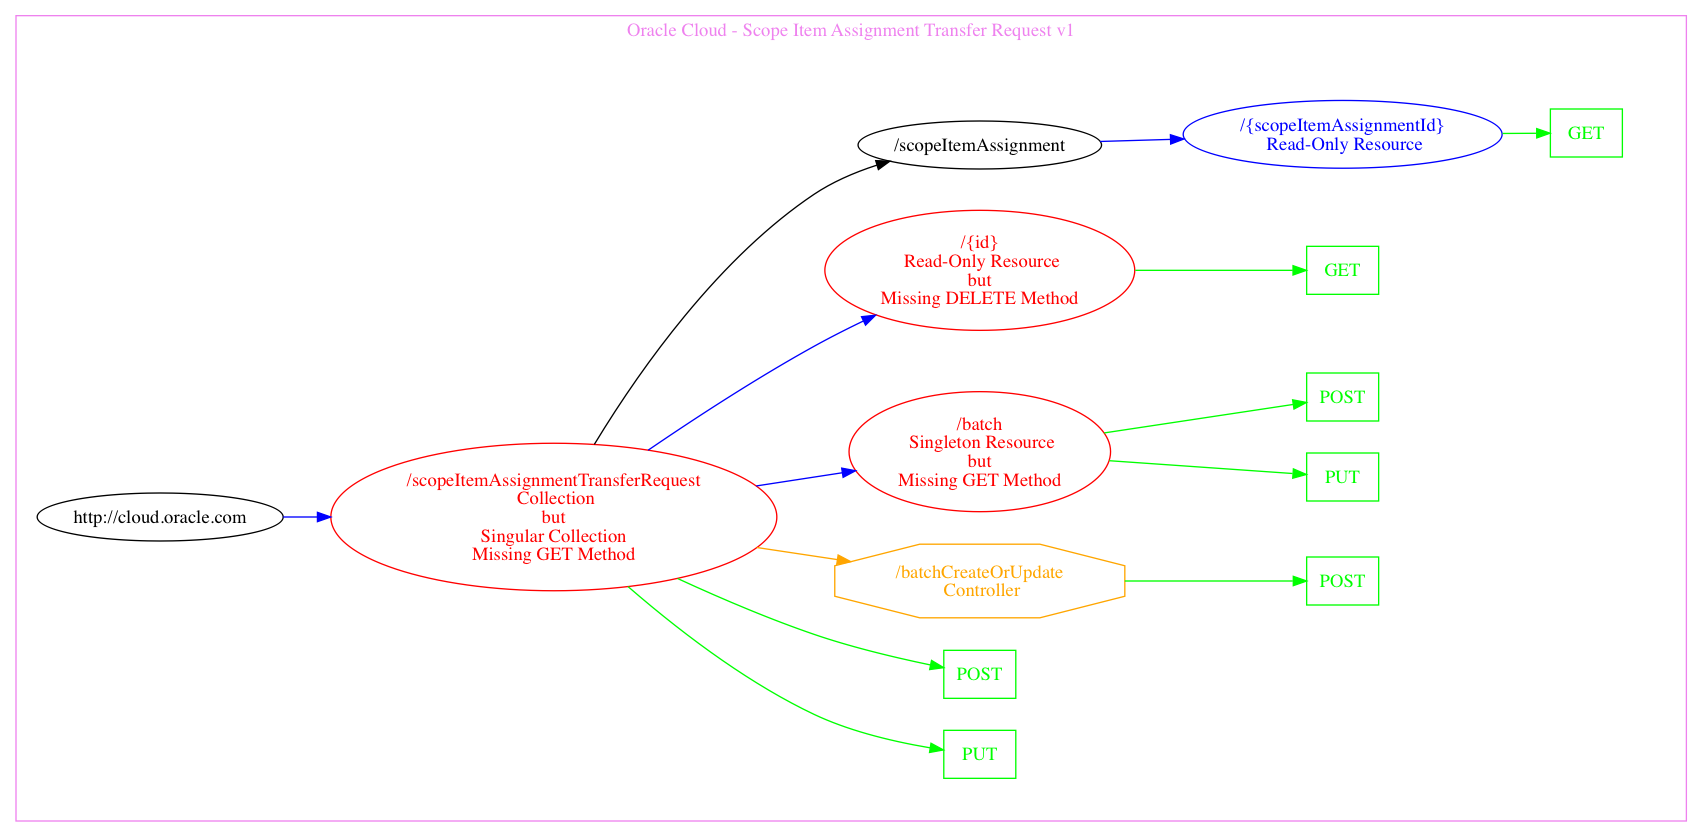 Oracle Cloud - Scope Item Assignment Transfer Request v1
/scopeItemAssignment
/{scopeItemAssignmentId}
Read-Only Resource
GET
/{id}
Read-Only Resource
but
Missing DELETE Method
GET
/batch
Singleton Resource
but
Missing GET Method
POST
PUT
http://cloud.oracle.com
/scopeItemAssignmentTransferRequest
Collection
but
Singular Collection
Missing GET Method
/batchCreateOrUpdate
Controller
POST
POST
PUT